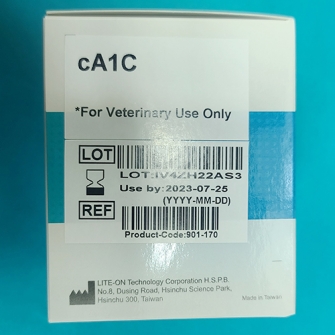 cA1C
*For Veterinary Use Only
LOT
LOT:IV4ZH22AS3
Use by:2023-07-25
(YYYY-MM-DD)
REF
Product-Code:901-170
LITE-ON Technology Corporation H.S.P.B.
No.8, Dusing Road, Hsinchu Science Park,
Hsinchu 300, Taiwan
Made in Taiwan